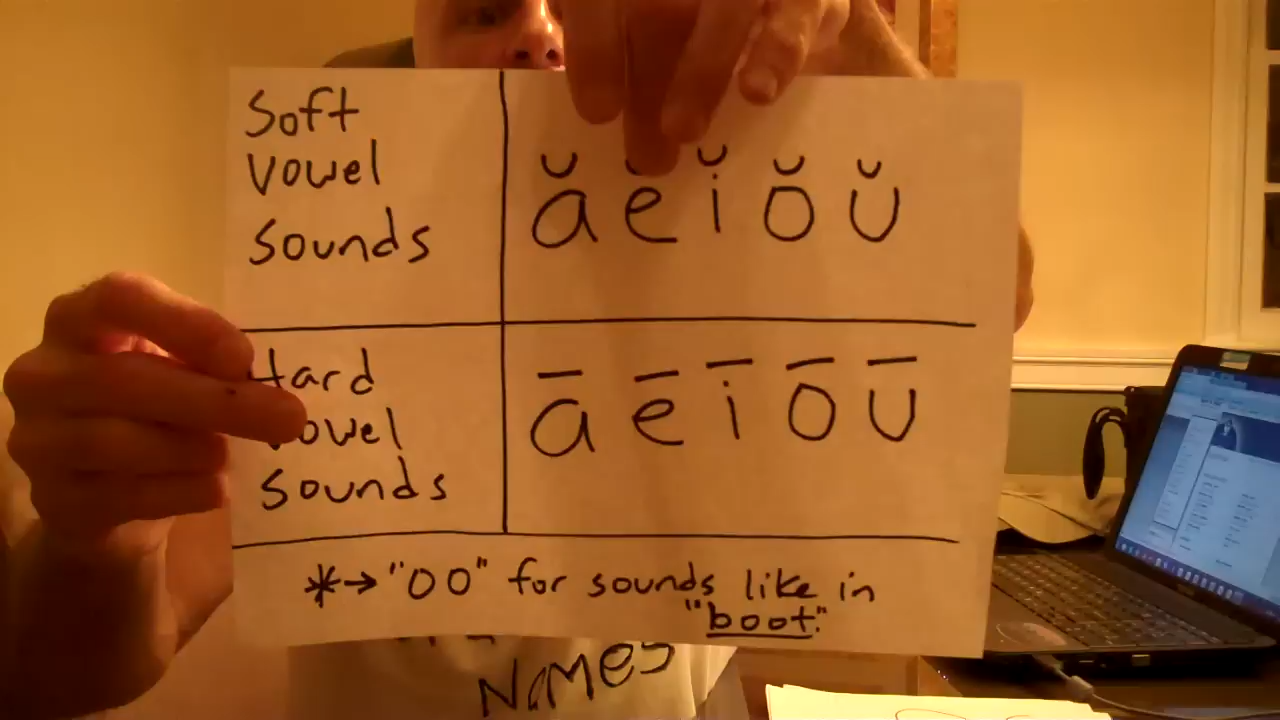 Soft
Vowel
Sounds
ă ĕ ĭ ŏ ŭ
Hard
Vowel
Sounds
ā ē ī ō ū
*→ "OO" for sounds like in
"boot."
NAMES